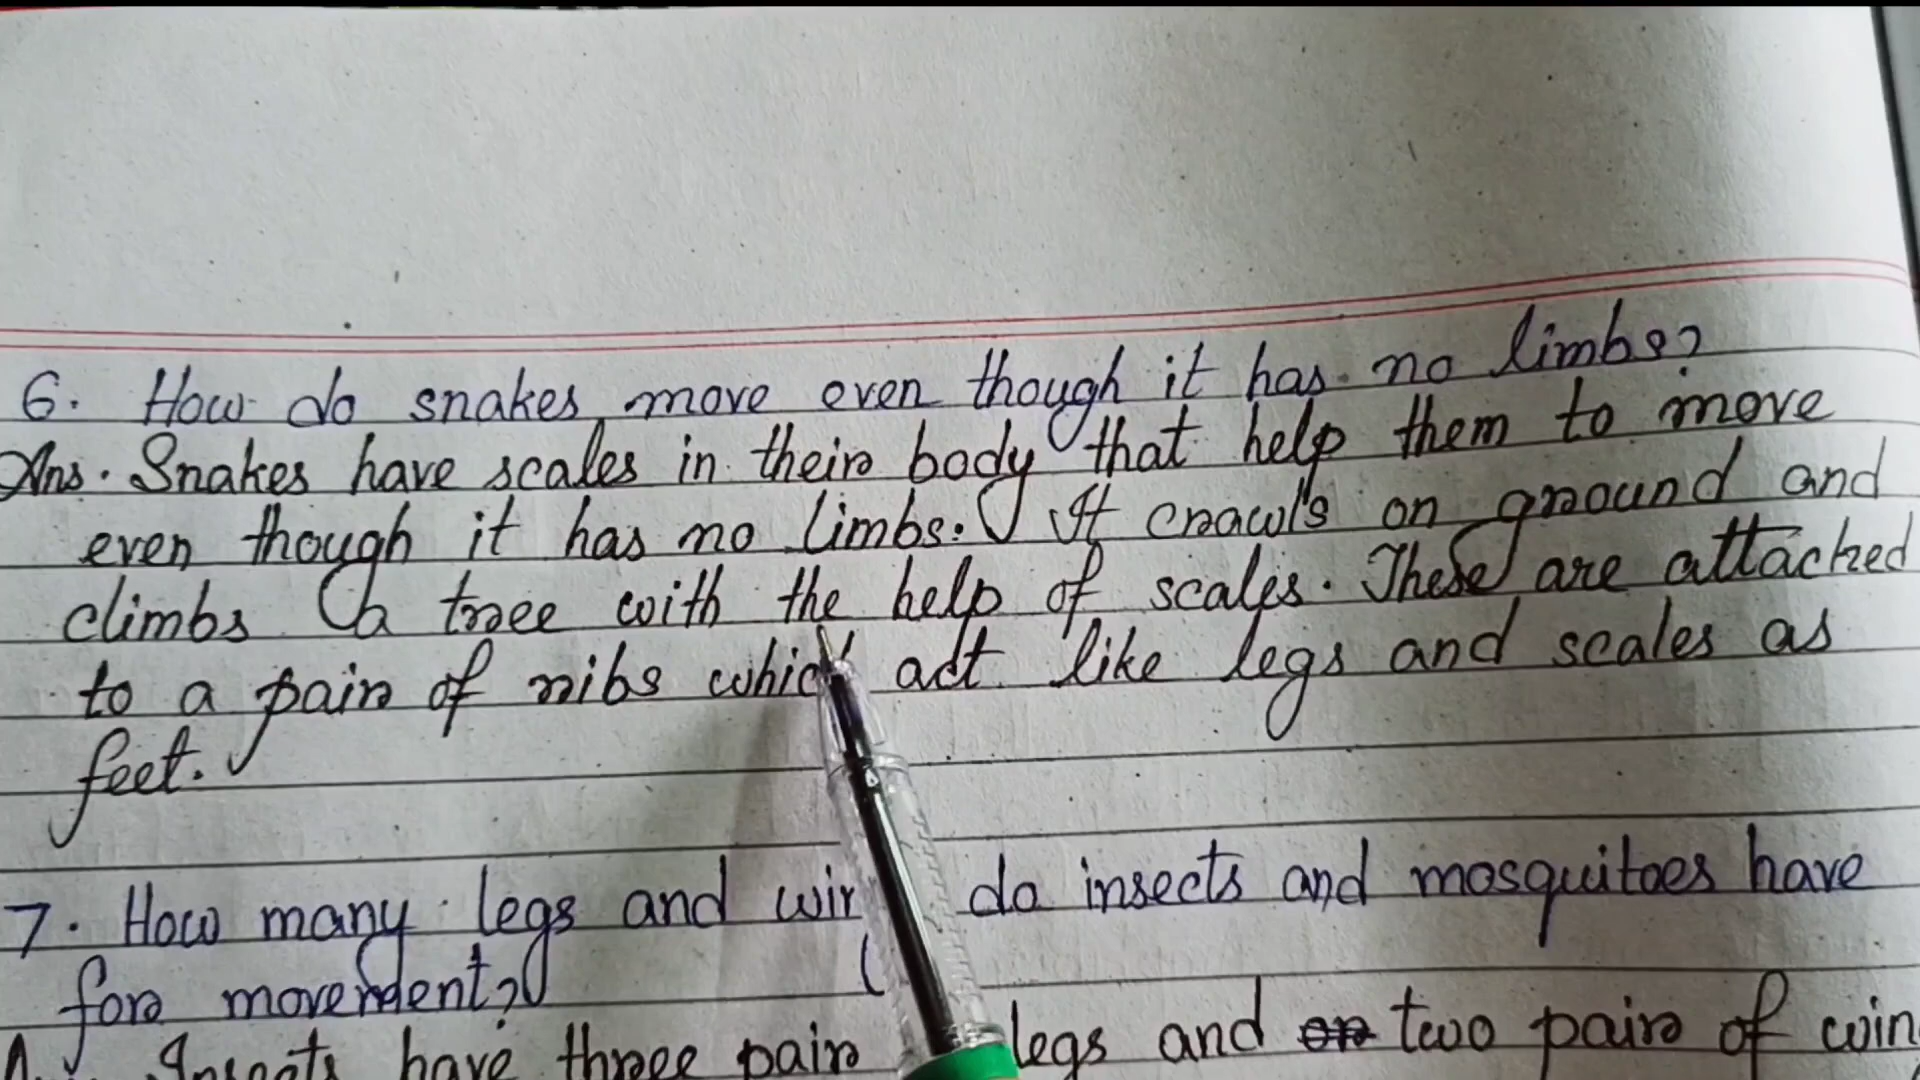 6. How do snakes move even though it has no limbs?
Ans. Snakes have scales in their body that help them to move
even though it has no limbs. It crawls on ground and
climbs a tree with the help of scales. These are attached
to a pair of ribs which act like legs and scales as
feet.
7. How many legs and do insects and mosquitoes have
for movement?
Insects have three pair legs and two pair of